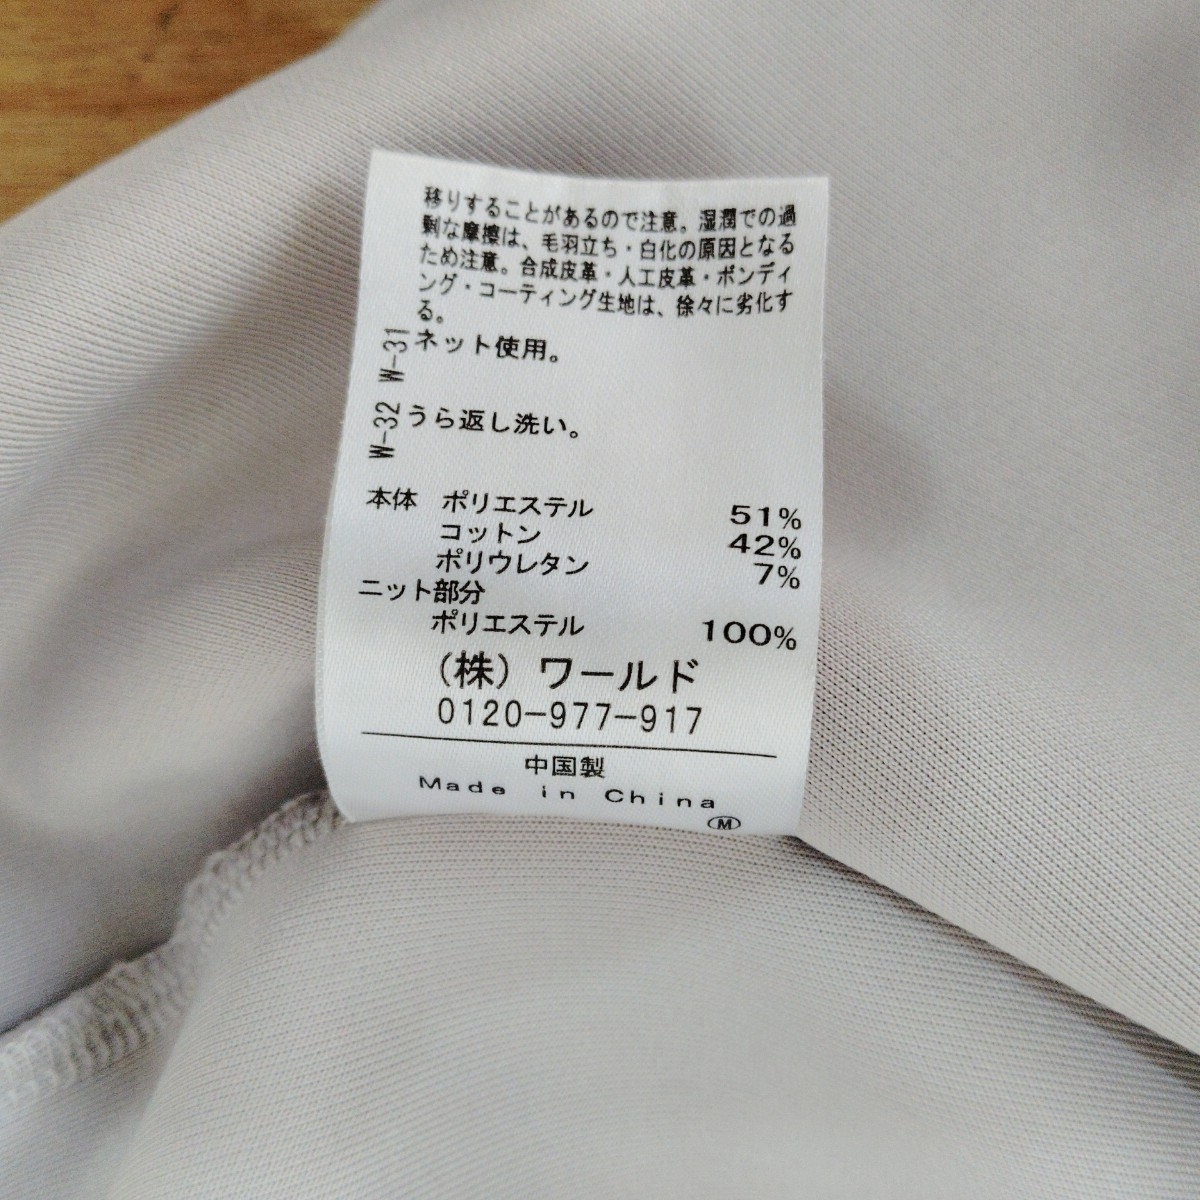 移りすることがあるので注意。湿潤での過
剰な摩擦は、毛羽立ち・白化の原因となる
ため注意。合成皮革・人工皮革・ボンディ
ング・コーティング生地は、徐々に劣化す
る。
W-31 ネット使用。
W-32 うら返し洗い。
本体 ポリエステル 51%
コットン 42%
ポリウレタン 7%
ニット部分
ポリエステル 100%
(株) ワールド
0120-977-917
中国製
Made in China
Ⓜ